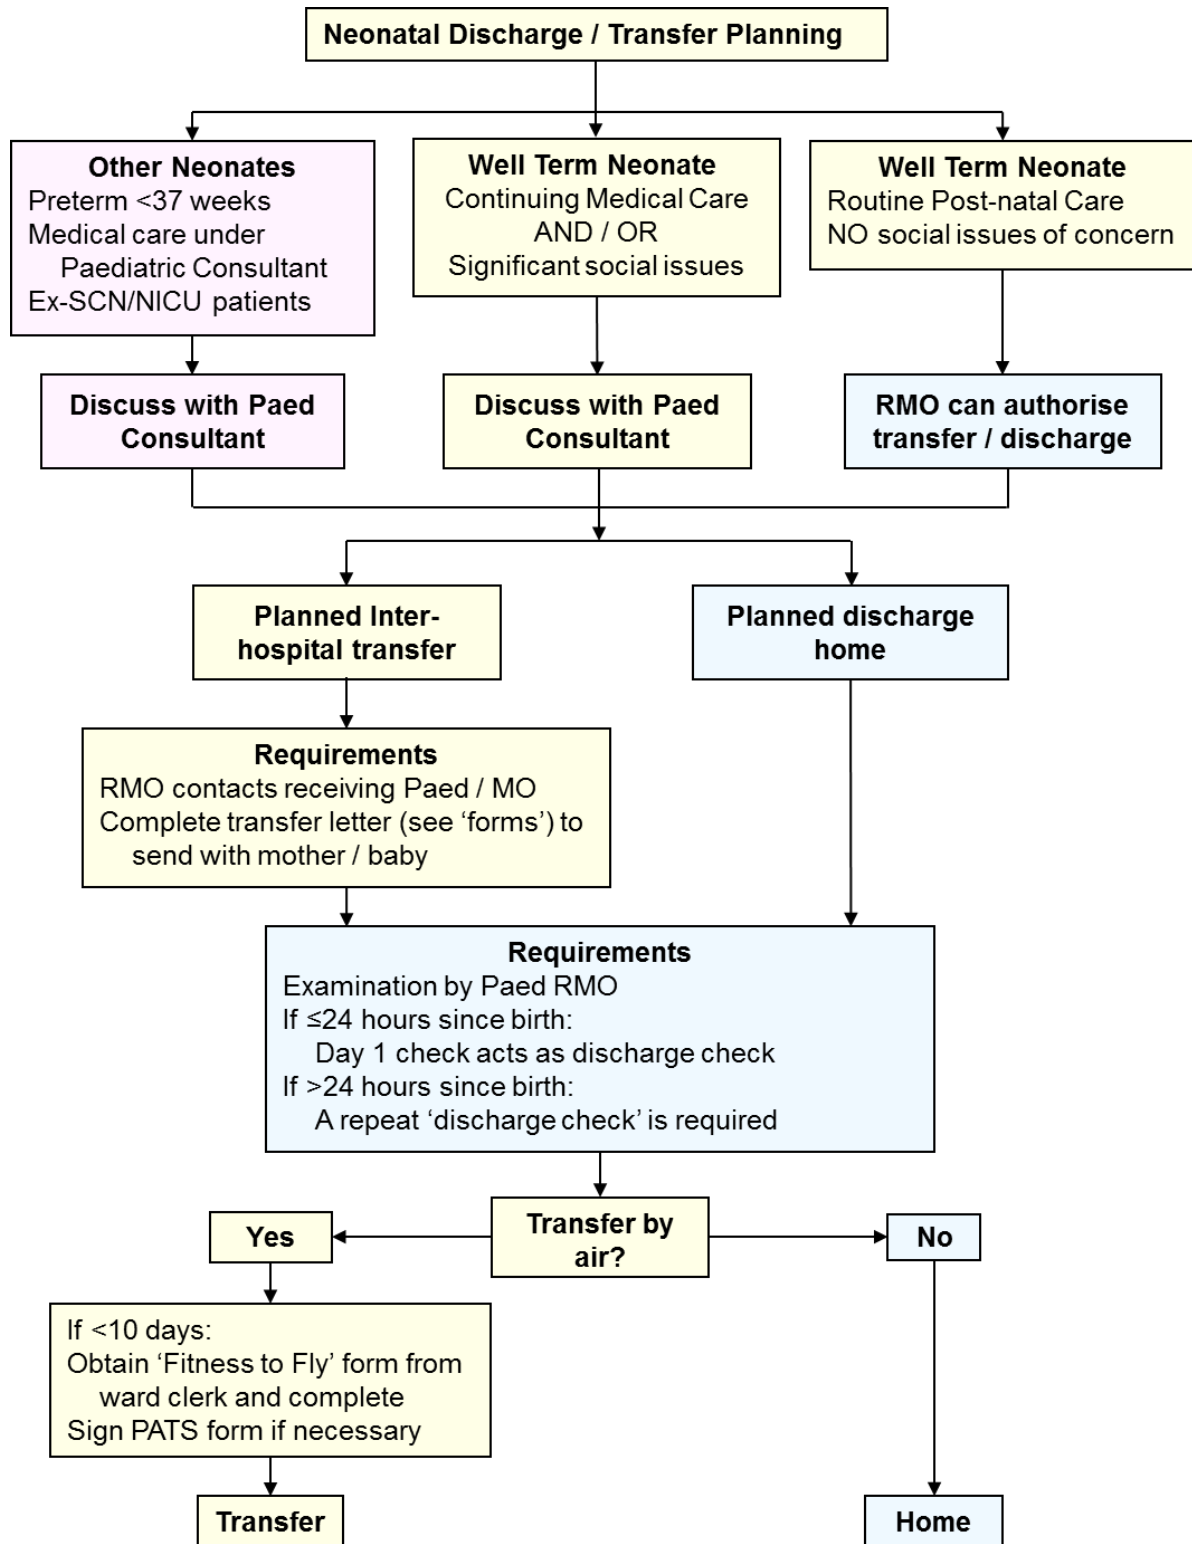 Neonatal Discharge / Transfer Planning
Other Neonates
Preterm <37 weeks
Medical care under
Paediatric Consultant
Ex-SCN/NICU patients
Well Term Neonate
Continuing Medical Care
AND / OR
Significant social issues
Well Term Neonate
Routine Post-natal Care
NO social issues of concern
Discuss with Paed
Consultant
Discuss with Paed
Consultant
RMO can authorise
transfer / discharge
Planned Inter-
hospital transfer
Planned discharge
home
Requirements
RMO contacts receiving Paed / MO
Complete transfer letter (see ‘forms’) to
send with mother / baby
Requirements
Examination by Paed RMO
If ≤24 hours since birth:
Day 1 check acts as discharge check
If >24 hours since birth:
A repeat ‘discharge check’ is required
Transfer by
air?
Yes
No
If <10 days:
Obtain ‘Fitness to Fly’ form from
ward clerk and complete
Sign PATS form if necessary
Transfer
Home